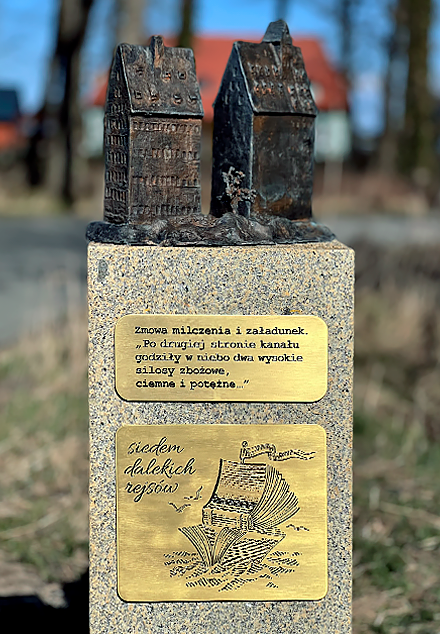 Zmowa milczenia i załadunek.
„Po drugiej stronie kanału
godziły w niebo dwa wysokie
silosy zbożowe,
ciemne i potężne…”
siedem
dalekich
rejsów